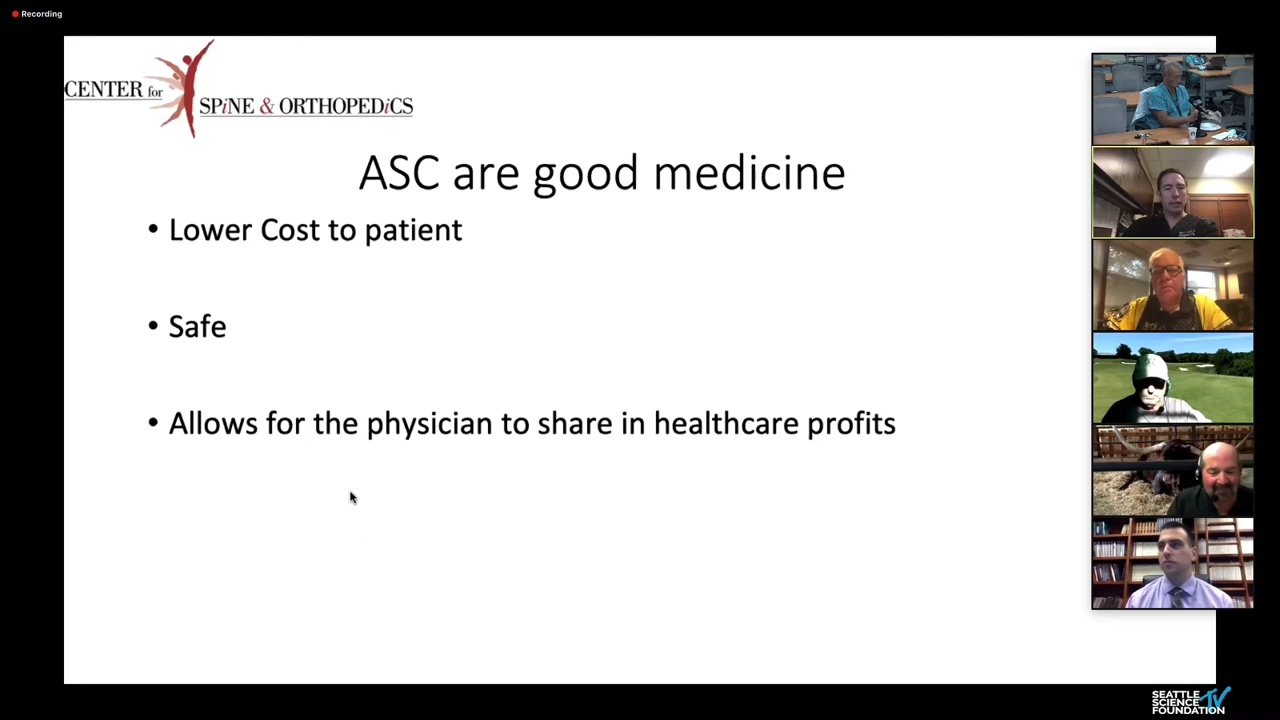 Recording
CENTER for
SPiNE & ORTHOPEDiCS
ASC are good medicine
• Lower Cost to patient
• Safe
• Allows for the physician to share in healthcare profits
SEATTLE
SCIENCE TV
FOUNDATION